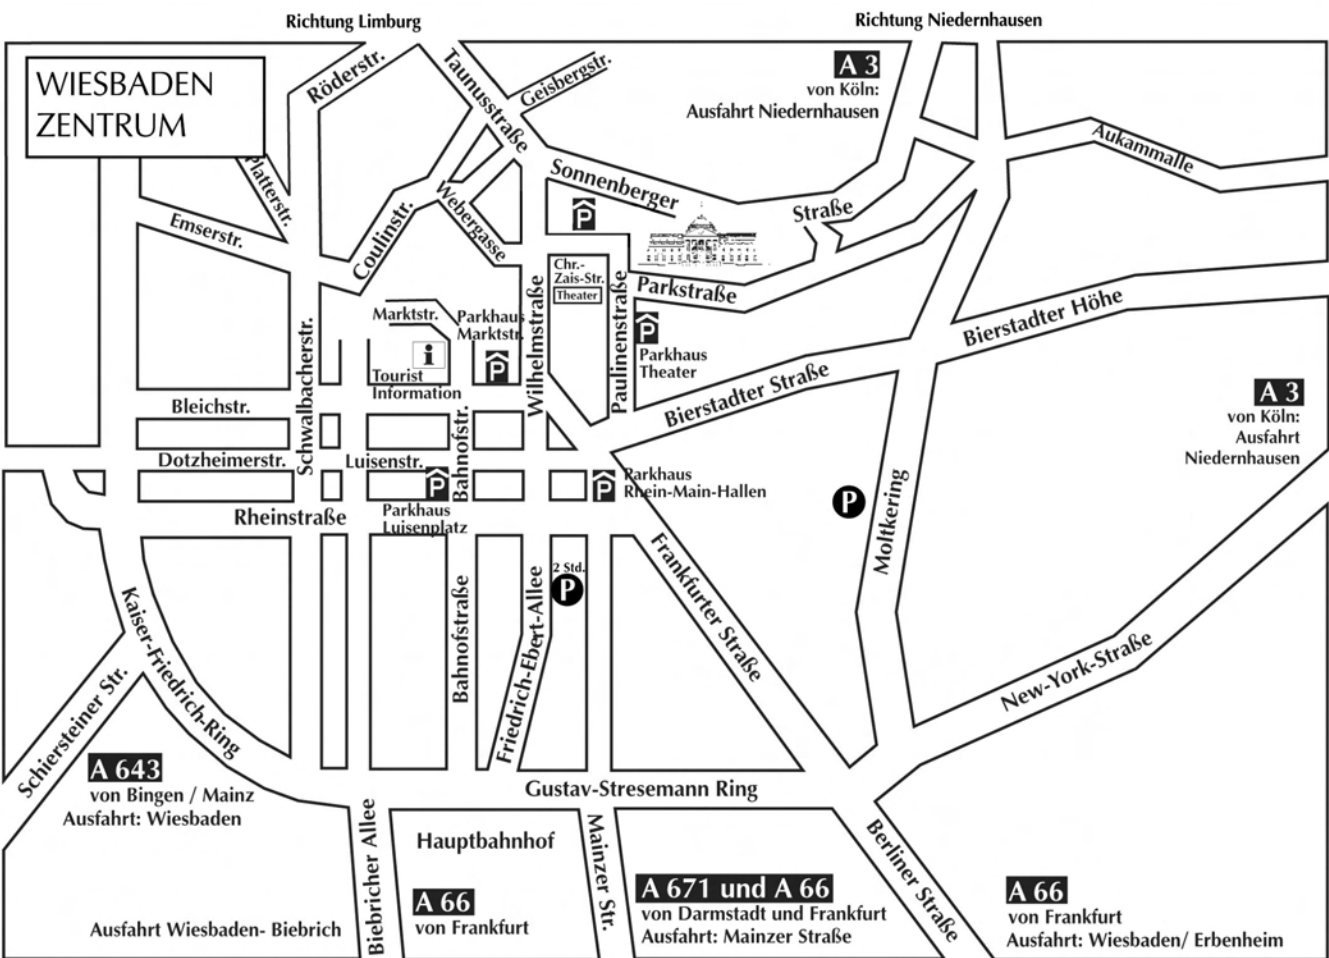 Richtung Limburg
Richtung Niedernhausen
WIESBADEN
ZENTRUM
Röderstr.
Taunusstraße
Geisbergstr.
A 3
von Köln:
Ausfahrt Niedernhausen
Aukammalle
Platterstr.
Emserstr.
Coulinstr.
Webergasse
Sonnenberger
Straße
P
Chr.-
Zais-Str.
Theater
Parkstraße
Paulinenstraße
Wilhelmstraße
Marktstr.
Parkhaus
Marktstr.
P
i
Tourist
Information
P
Parkhaus
Theater
Bierstadter Höhe
Bierstadter Straße
Schwalbacherstr.
Bleichstr.
Dotzheimerstr.
Luisenstr.
Bahnofstr.
P
Parkhaus
Luisenplatz
P
Parkhaus
Rhein-Main-Hallen
A 3
von Köln:
Ausfahrt
Niedernhausen
Rheinstraße
P
Moltkering
2 Std.
P
Frankfurter Straße
Bahnhofstraße
Friedrich-Ebert-Allee
Kaiser-Friedrich-Ring
Schiersteiner Str.
New-York-Straße
A 643
von Bingen / Mainz
Ausfahrt: Wiesbaden
Gustav-Stresemann Ring
Biebricher Allee
Hauptbahnhof
Mainzer Str.
Berliner Straße
A 66
von Frankfurt
Ausfahrt Wiesbaden- Biebrich
A 671 und A 66
von Darmstadt und Frankfurt
Ausfahrt: Mainzer Straße
A 66
von Frankfurt
Ausfahrt: Wiesbaden/ Erbenheim